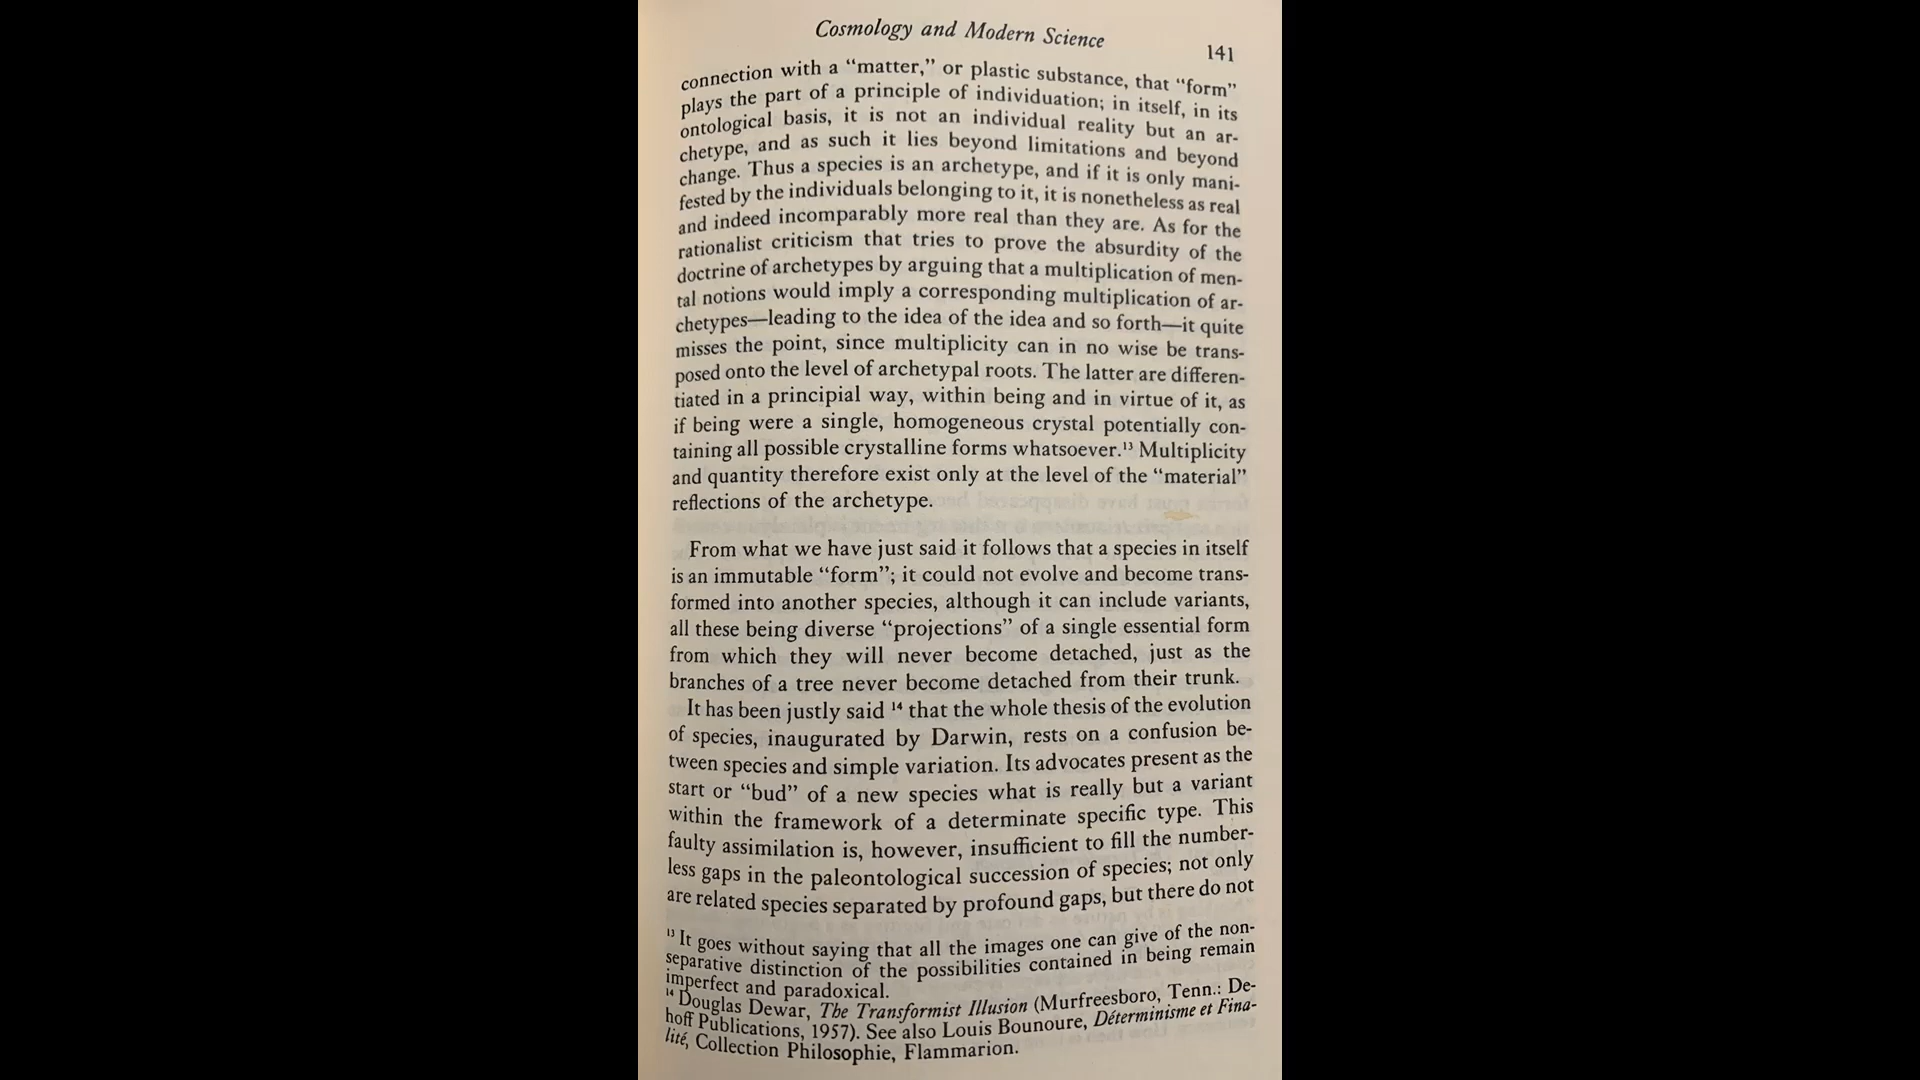 Cosmology and Modern Science
141
connection with a “matter,” or plastic substance, that “form”
plays the part of a principle of individuation; in itself, in its
ontological basis, it is not an individual reality but an ar-
chetype, and as such it lies beyond limitations and beyond
change. Thus a species is an archetype, and if it is only mani-
fested by the individuals belonging to it, it is nonetheless as real
and indeed incomparably more real than they are. As for the
rationalist criticism that tries to prove the absurdity of the
doctrine of archetypes by arguing that a multiplication of men-
tal notions would imply a corresponding multiplication of ar-
chetypes—leading to the idea of the idea and so forth—it quite
misses the point, since multiplicity can in no wise be trans-
posed onto the level of archetypal roots. The latter are differen-
tiated in a principial way, within being and in virtue of it, as
if being were a single, homogeneous crystal potentially con-
taining all possible crystalline forms whatsoever.¹³ Multiplicity
and quantity therefore exist only at the level of the “material”
reflections of the archetype.
From what we have just said it follows that a species in itself
is an immutable “form”; it could not evolve and become trans-
formed into another species, although it can include variants,
all these being diverse “projections” of a single essential form
from which they will never become detached, just as the
branches of a tree never become detached from their trunk.
It has been justly said ¹⁴ that the whole thesis of the evolution
of species, inaugurated by Darwin, rests on a confusion be-
tween species and simple variation. Its advocates present as the
start or “bud” of a new species what is really but a variant
within the framework of a determinate specific type. This
faulty assimilation is, however, insufficient to fill the number-
less gaps in the paleontological succession of species; not only
are related species separated by profound gaps, but there do not
¹³ It goes without saying that all the images one can give of the non-
separative distinction of the possibilities contained in being remain
imperfect and paradoxical.
¹⁴ Douglas Dewar, The Transformist Illusion (Murfreesboro, Tenn.: De-
hoff Publications, 1957). See also Louis Bounoure, Déterminisme et Fina-
lité, Collection Philosophie, Flammarion.